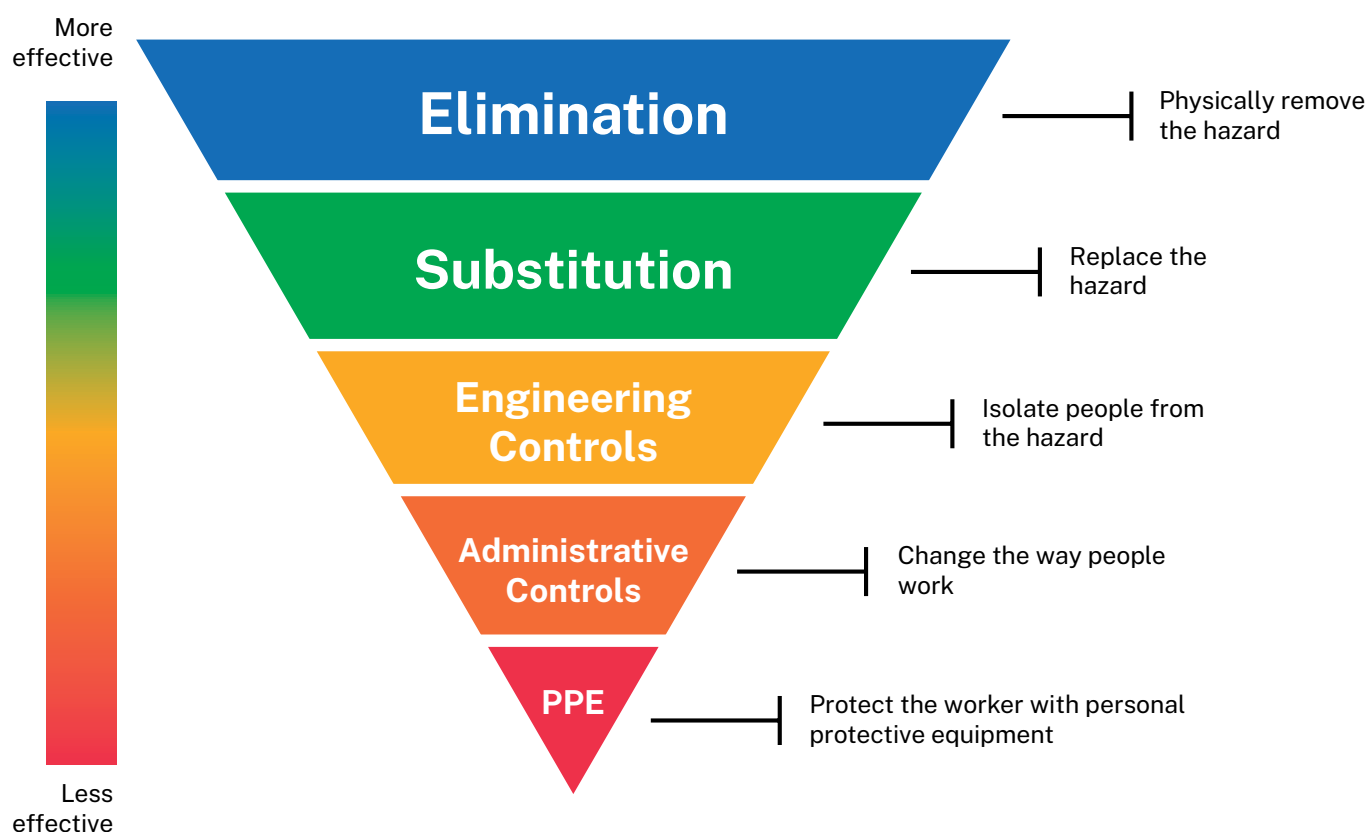 More
effective
Elimination
Physically remove
the hazard
Substitution
Replace the
hazard
Engineering
Controls
Isolate people from
the hazard
Administrative
Controls
Change the way people
work
PPE
Protect the worker with personal
protective equipment
Less
effective